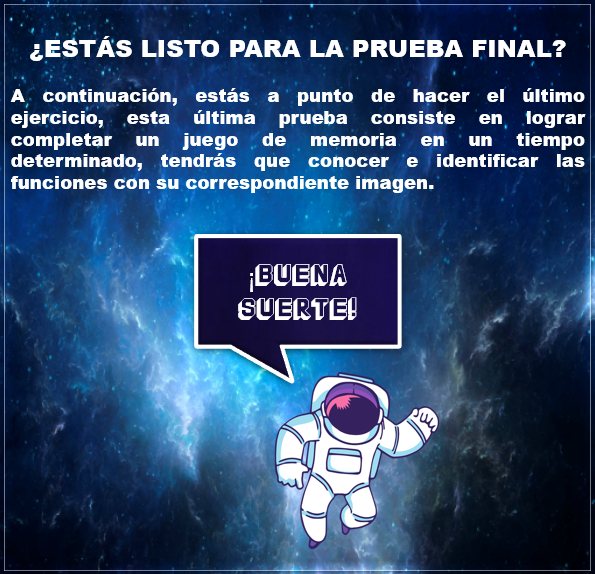 ¿ESTÁS LISTO PARA LA PRUEBA FINAL?
A continuación, estás a punto de hacer el último
ejercicio, esta última prueba consiste en lograr
completar un juego de memoria en un tiempo
determinado, tendrás que conocer e identificar las
funciones con su correspondiente imagen.
¡BUENA
SUERTE!